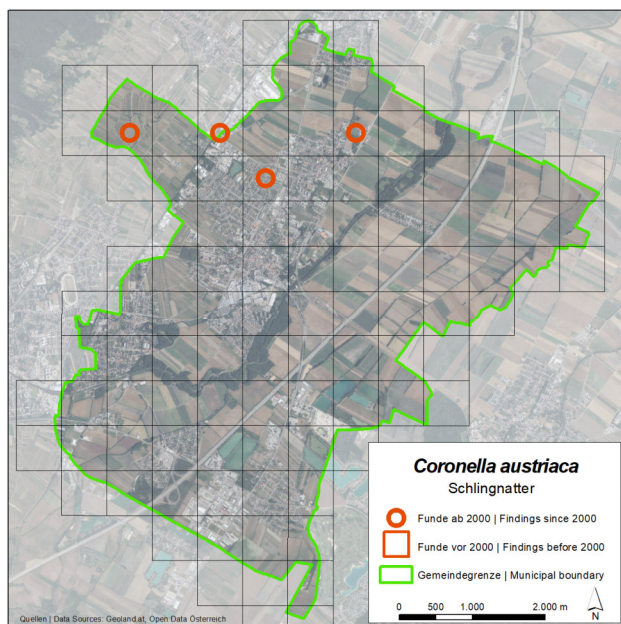 Coronella austriaca
Schlingnatter
Funde ab 2000 | Findings since 2000
Funde vor 2000 | Findings before 2000
Gemeindegrenze | Municipal boundary
0 500 1.000 2.000 m
N
Quellen | Data Sources: Geoland.at, Open Data Österreich